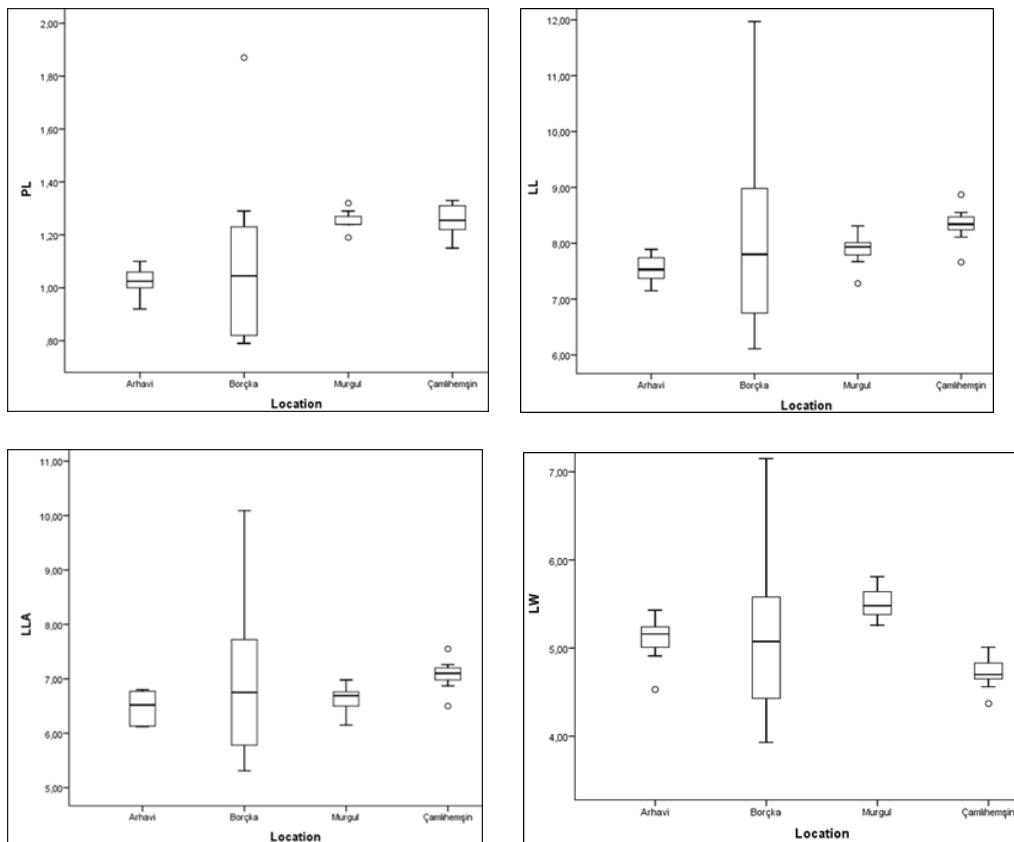 2,00
1,80
1,60
1,40
1,20
1,00
,80
PL
Arhavi Borçka Murgul Çamlıhemşin
Location
12,00
11,00
10,00
9,00
8,00
7,00
6,00
LL
Arhavi Borçka Murgul Çamlıhemşin
Location
11,00
10,00
9,00
8,00
7,00
6,00
5,00
LLA
Arhavi Borçka Murgul Çamlıhemşin
Location
7,00
6,00
5,00
4,00
LW
Arhavi Borçka Murgul Çamlıhemşin
Location